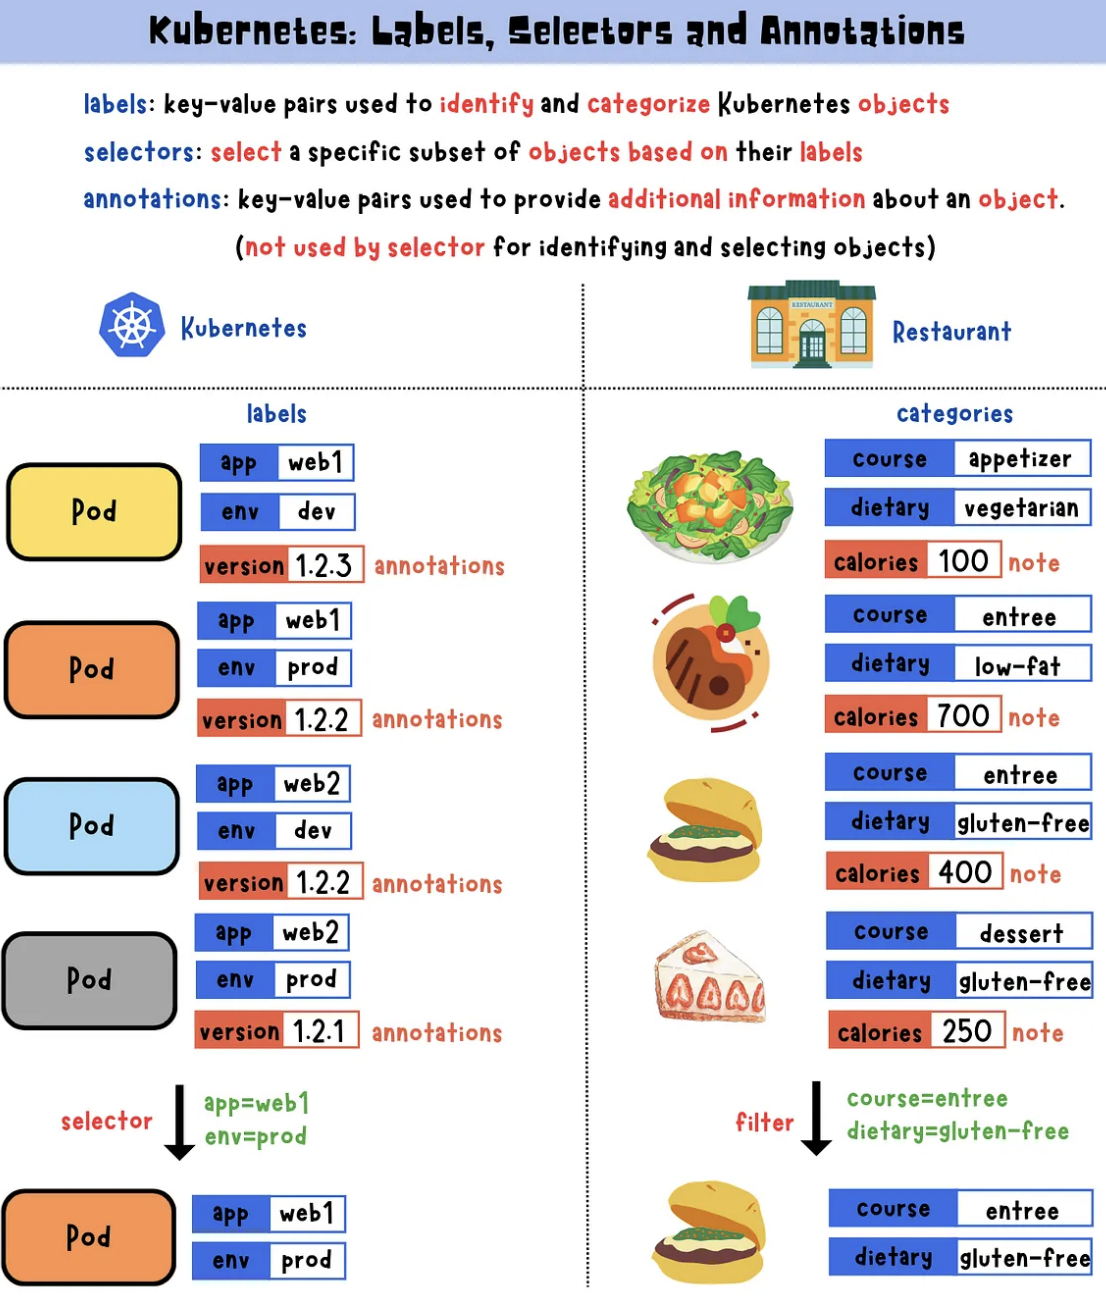 Kubernetes: Labels, Selectors and Annotations
labels: key-value pairs used to identify and categorize Kubernetes objects
selectors: select a specific subset of objects based on their labels
annotations: key-value pairs used to provide additional information about an object.
(not used by selector for identifying and selecting objects)
Kubernetes
RESTAURANT
Restaurant
labels
Pod
app web1
env dev
version 1.2.3 annotations
Pod
app web1
env prod
version 1.2.2 annotations
Pod
app web2
env dev
version 1.2.2 annotations
Pod
app web2
env prod
version 1.2.1 annotations
selector
app=web1
env=prod
Pod
app web1
env prod
categories
course appetizer
dietary vegetarian
calories 100 note
course entree
dietary low-fat
calories 700 note
course entree
dietary gluten-free
calories 400 note
course dessert
dietary gluten-free
calories 250 note
filter
course=entree
dietary=gluten-free
course entree
dietary gluten-free